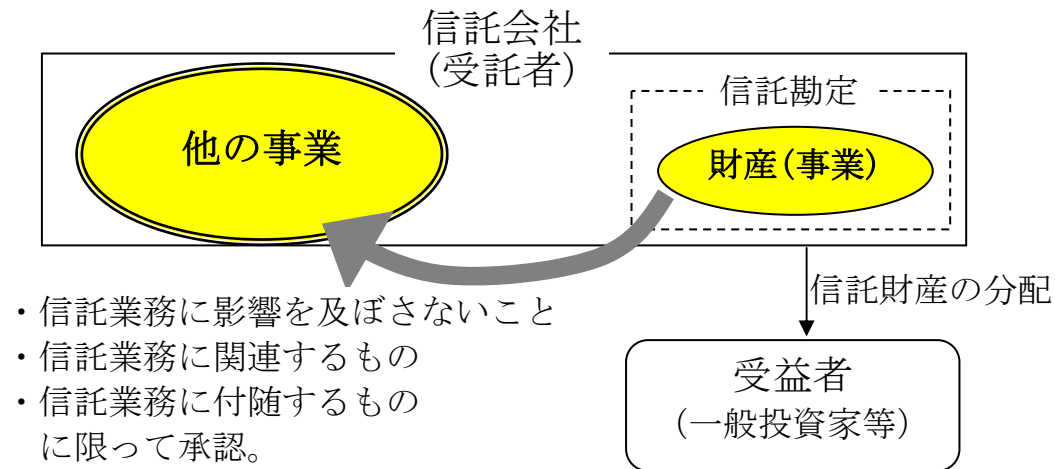 信託会社
(受託者)
信託勘定
他の事業
財産(事業)
信託財産の分配
・信託業務に影響を及ぼさないこと
・信託業務に関連するもの
・信託業務に付随するもの
に限って承認。
受益者
(一般投資家等)